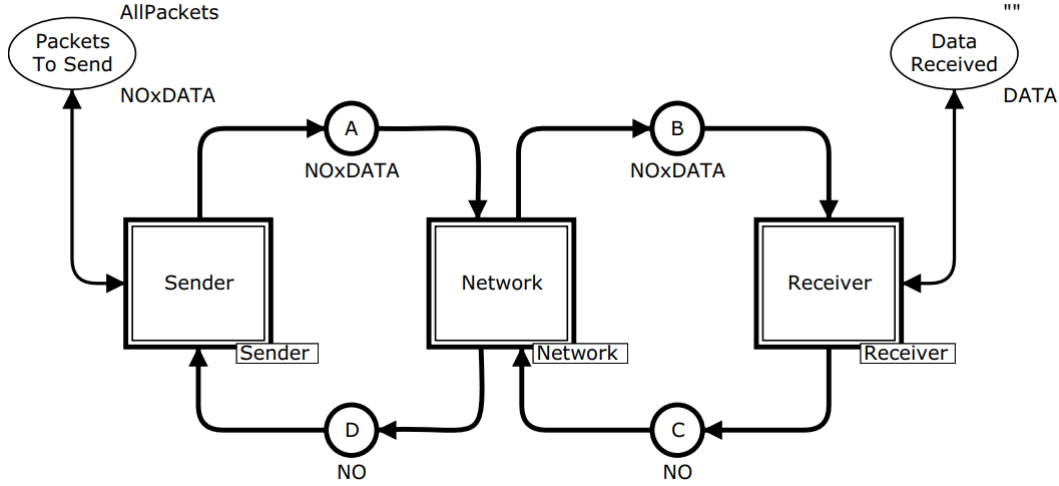 AllPackets
""
Packets
To Send
Data
Received
NOxDATA
DATA
A
B
NOxDATA
NOxDATA
Sender
Network
Receiver
Sender
Network
Receiver
D
C
NO
NO